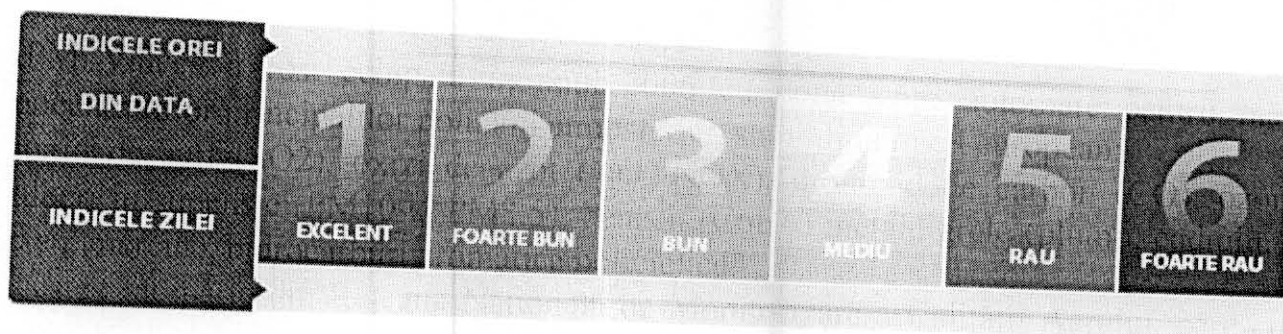 INDICELE OREI
DIN DATA
INDICELE ZILEI
1
EXCELENT
2
FOARTE BUN
3
BUN
4
MEDIU
5
RAU
6
FOARTE RAU